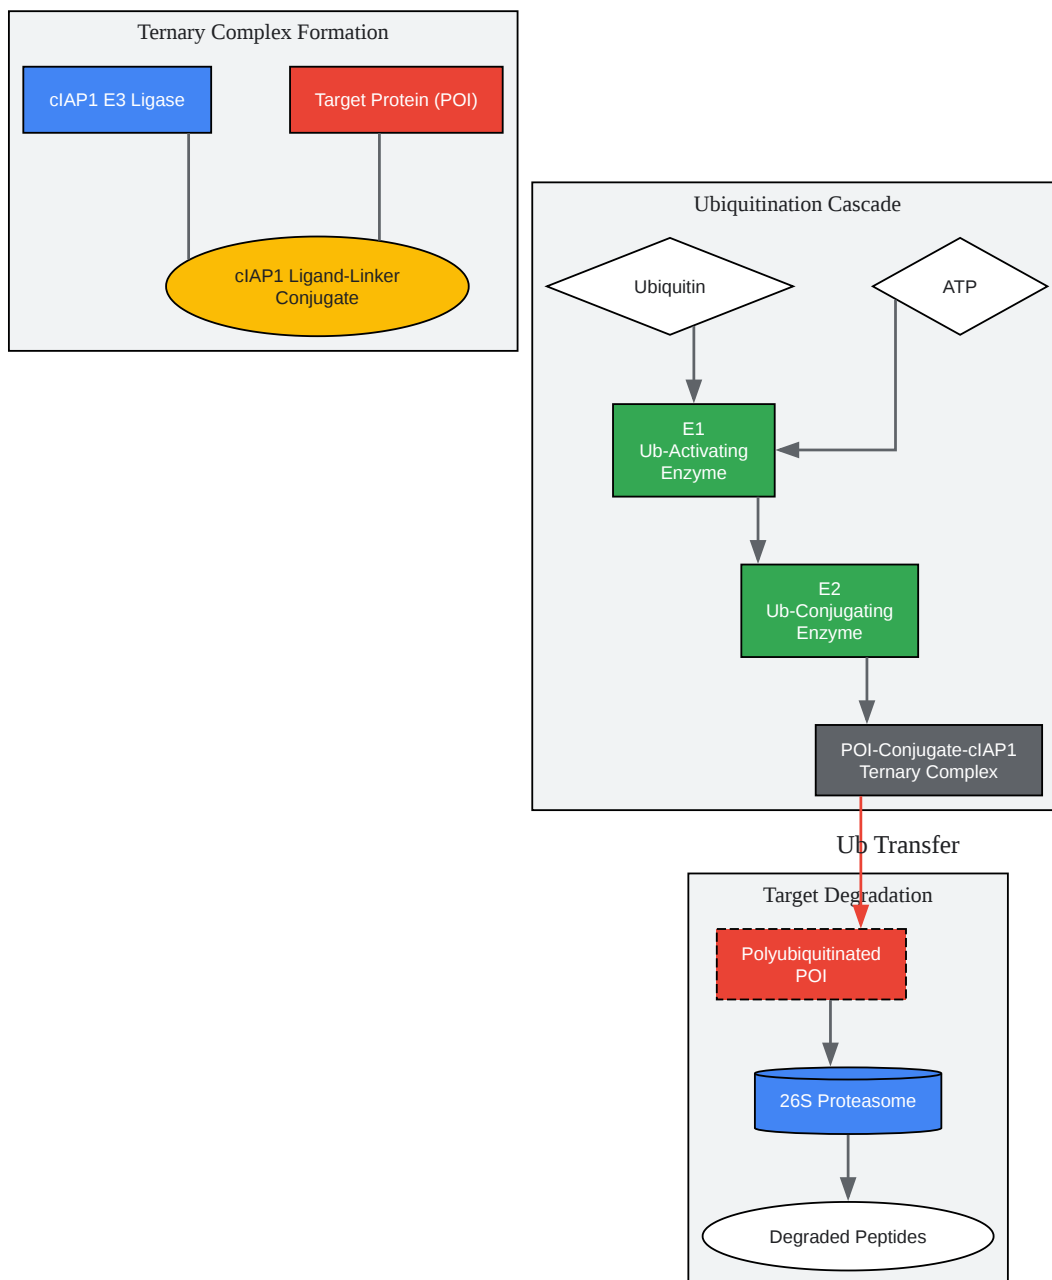 Ternary Complex Formation
cIAP1 E3 Ligase
Target Protein (POI)
cIAP1 Ligand-Linker
Conjugate
Ubiquitination Cascade
Ubiquitin
ATP
E1
Ub-Activating
Enzyme
E2
Ub-Conjugating
Enzyme
POI-Conjugate-cIAP1
Ternary Complex
Ub Transfer
Target Degradation
Polyubiquitinated
POI
26S Proteasome
Degraded Peptides